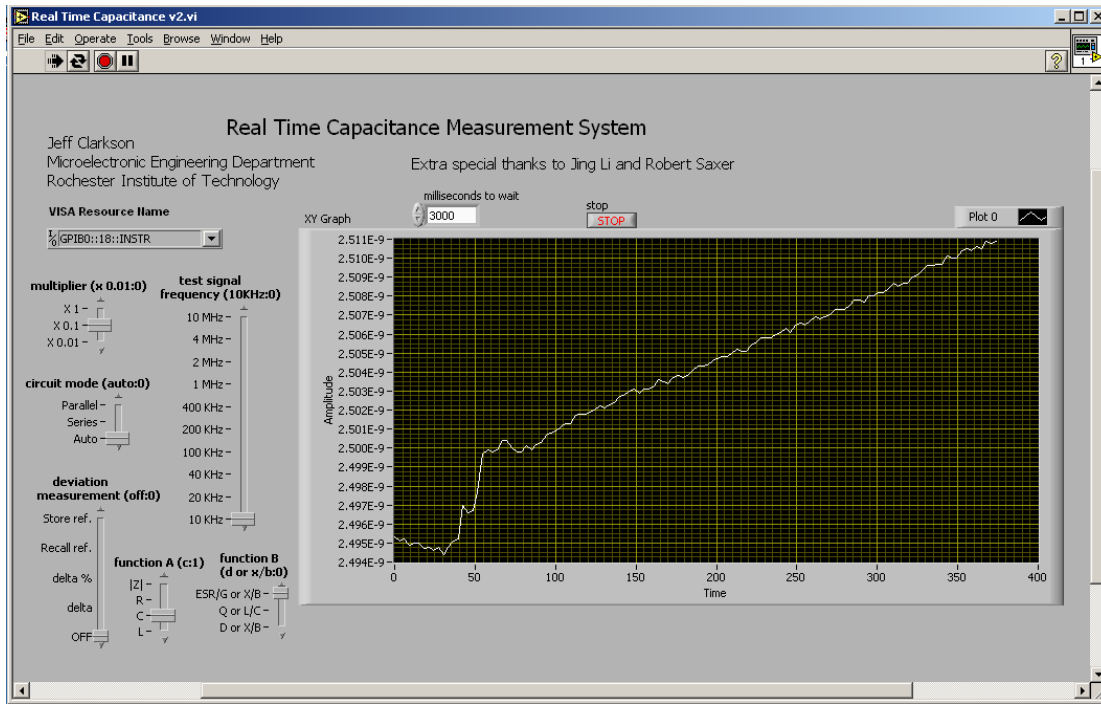 Real Time Capacitance v2.vi
File Edit Operate Tools Browse Window Help
? 1
Real Time Capacitance Measurement System
Jeff Clarkson
Microelectronic Engineering Department
Rochester Institute of Technology
Extra special thanks to Jing Li and Robert Saxer
VISA Resource Name
I/O GPIB0::18::INSTR
milliseconds to wait
3000
stop
STOP
XY Graph
Plot 0
multiplier (x 0.01:0)
X 1
X 0.1
X 0.01
test signal
frequency (10KHz:0)
10 MHz
4 MHz
2 MHz
1 MHz
400 KHz
200 KHz
100 KHz
40 KHz
20 KHz
10 KHz
circuit mode (auto:0)
Parallel
Series
Auto
deviation
measurement (off:0)
Store ref.
Recall ref.
delta %
delta
OFF
function A (c:1)
|Z|
R
C
L
function B
(d or x/b:0)
ESR/G or X/B
Q or L/C
D or X/B
Amplitude
2.511E-9
2.510E-9
2.509E-9
2.508E-9
2.507E-9
2.506E-9
2.505E-9
2.504E-9
2.503E-9
2.502E-9
2.501E-9
2.500E-9
2.499E-9
2.498E-9
2.497E-9
2.496E-9
2.495E-9
2.494E-9
0 50 100 150 200 250 300 350 400
Time